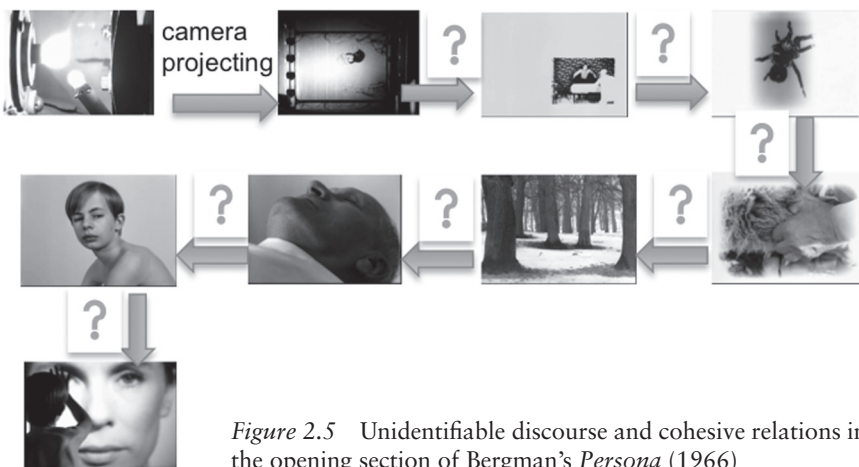 camera
projecting
?
?
?
?
?
?
?
Figure 2.5 Unidentifiable discourse and cohesive relations in
the opening section of Bergman's Persona (1966)